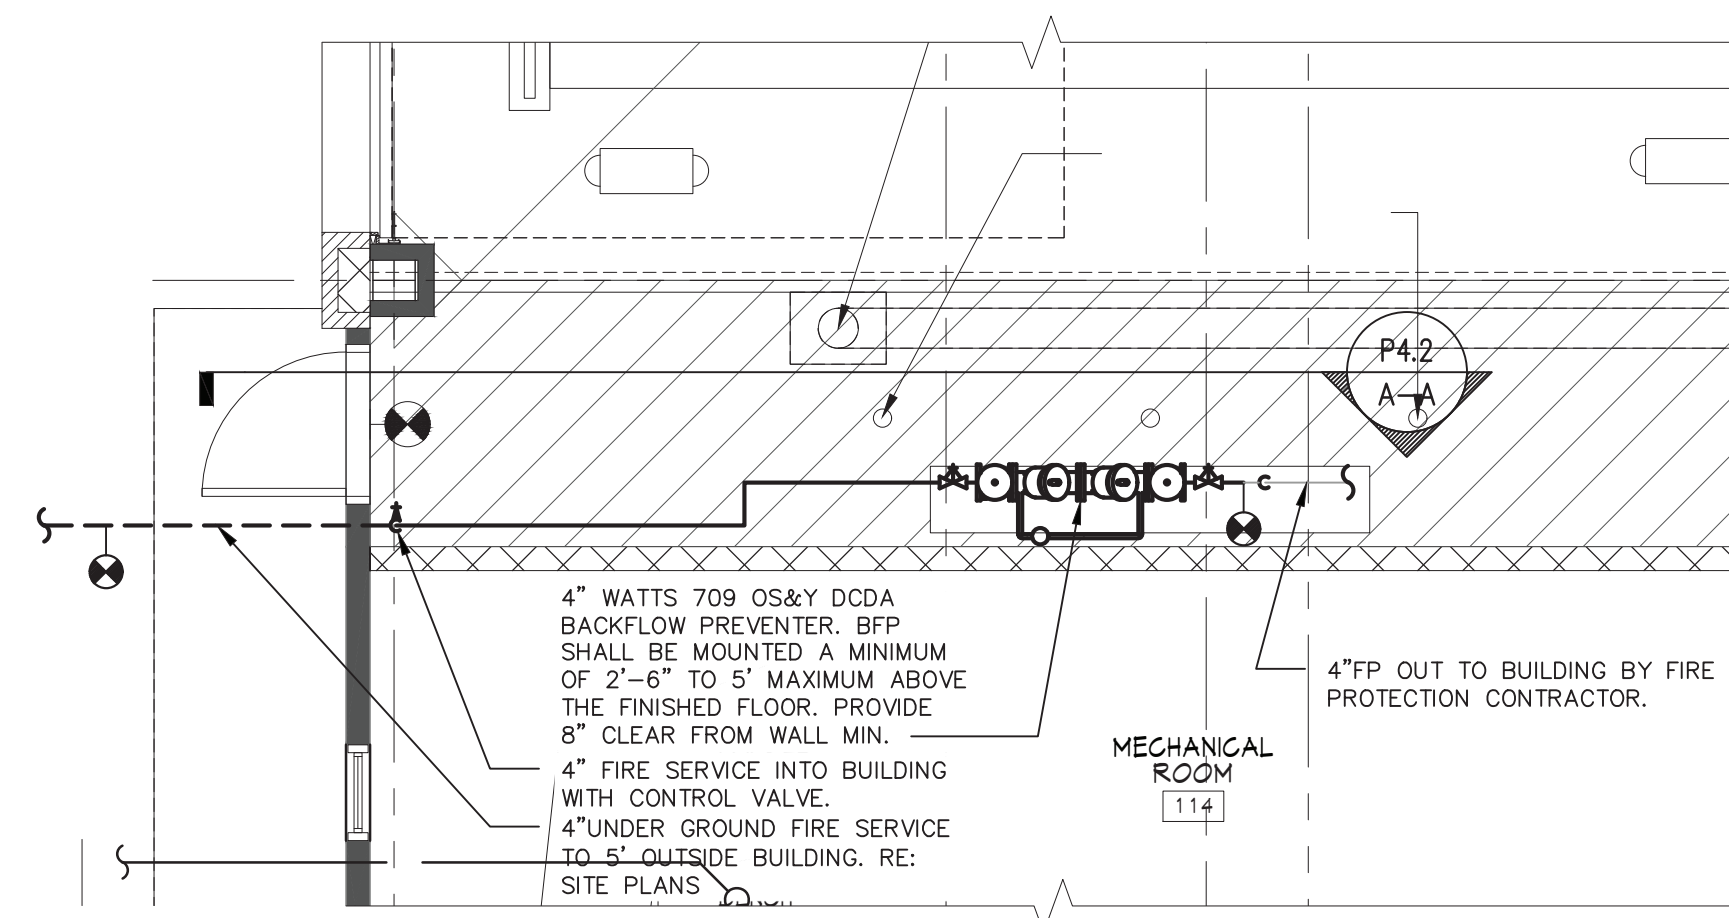 P4.2
A-A
C
C
4” WATTS 709 OS&Y DCDA
BACKFLOW PREVENTER. BFP
SHALL BE MOUNTED A MINIMUM
OF 2’-6” TO 5’ MAXIMUM ABOVE
THE FINISHED FLOOR. PROVIDE
8” CLEAR FROM WALL MIN.
4” FIRE SERVICE INTO BUILDING
WITH CONTROL VALVE.
4”UNDER GROUND FIRE SERVICE
TO 5’ OUTSIDE BUILDING. RE:
SITE PLANS
4”FP OUT TO BUILDING BY FIRE
PROTECTION CONTRACTOR.
MECHANICAL
ROOM
114